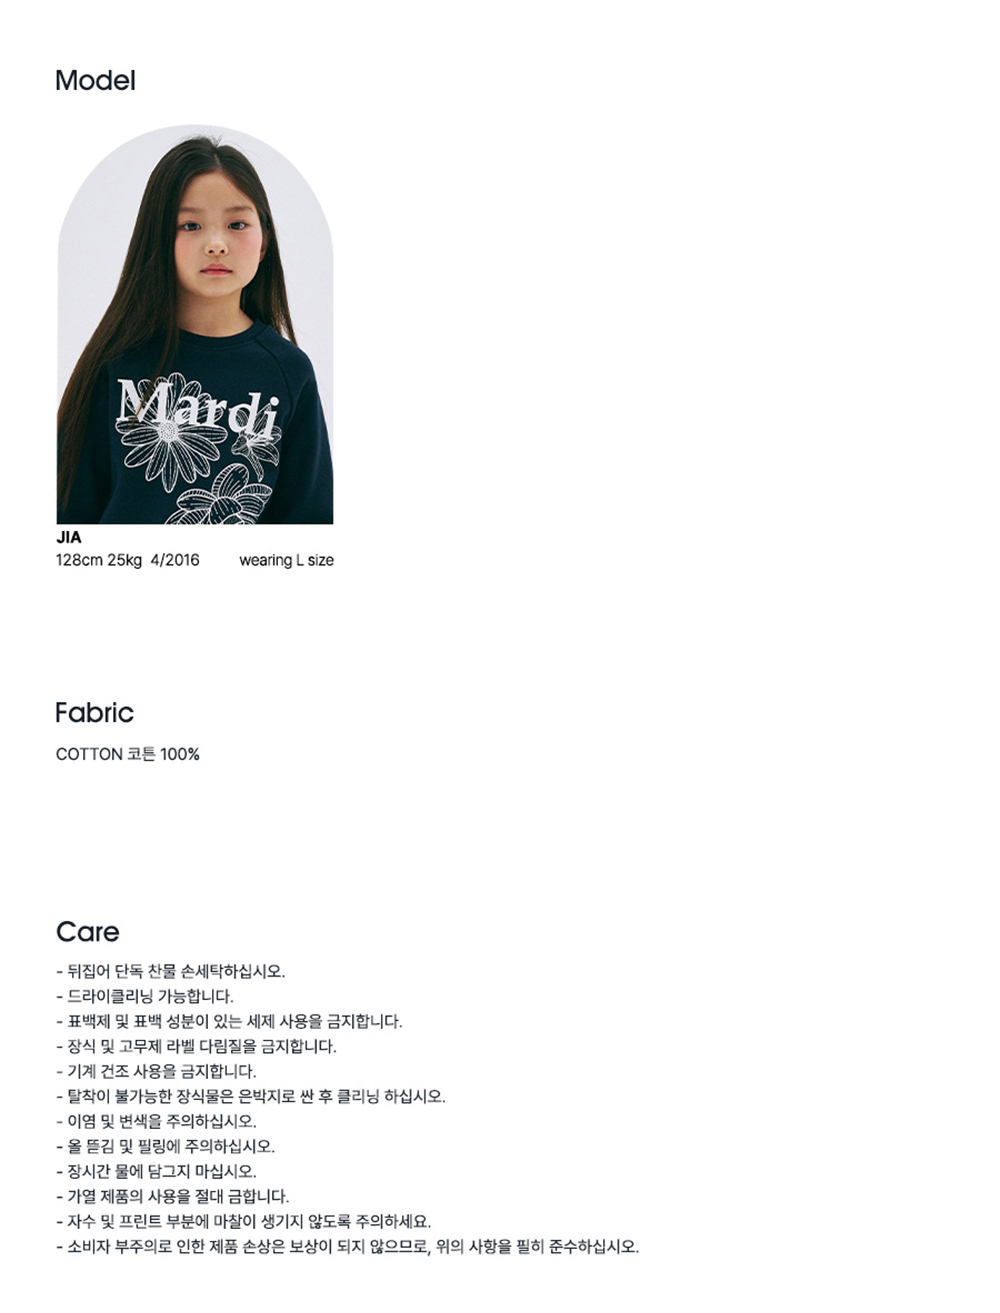 Model
Mardi
JIA
128cm 25kg 4/2016 wearing L size
Fabric
COTTON 코튼 100%
Care
- 뒤집어 단독 찬물 손세탁하십시오.
- 드라이클리닝 가능합니다.
- 표백제 및 표백 성분이 있는 세제 사용을 금지합니다.
- 장식 및 고무제 라벨 다림질을 금지합니다.
- 기계 건조 사용을 금지합니다.
- 탈착이 불가능한 장식물은 은박지로 싼 후 클리닝 하십시오.
- 이염 및 변색을 주의하십시오.
- 올 뜯김 및 필링에 주의하십시오.
- 장시간 물에 담그지 마십시오.
- 가열 제품의 사용을 절대 금합니다.
- 자수 및 프린트 부분에 마찰이 생기지 않도록 주의하세요.
- 소비자 부주의로 인한 제품 손상은 보상이 되지 않으므로, 위의 사항을 필히 준수하십시오.